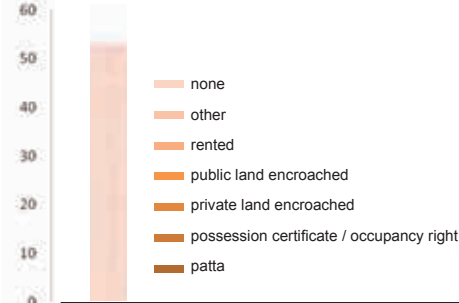 60
50
40
30
20
10
0
none
other
rented
public land encroached
private land encroached
possession certificate / occupancy right
patta